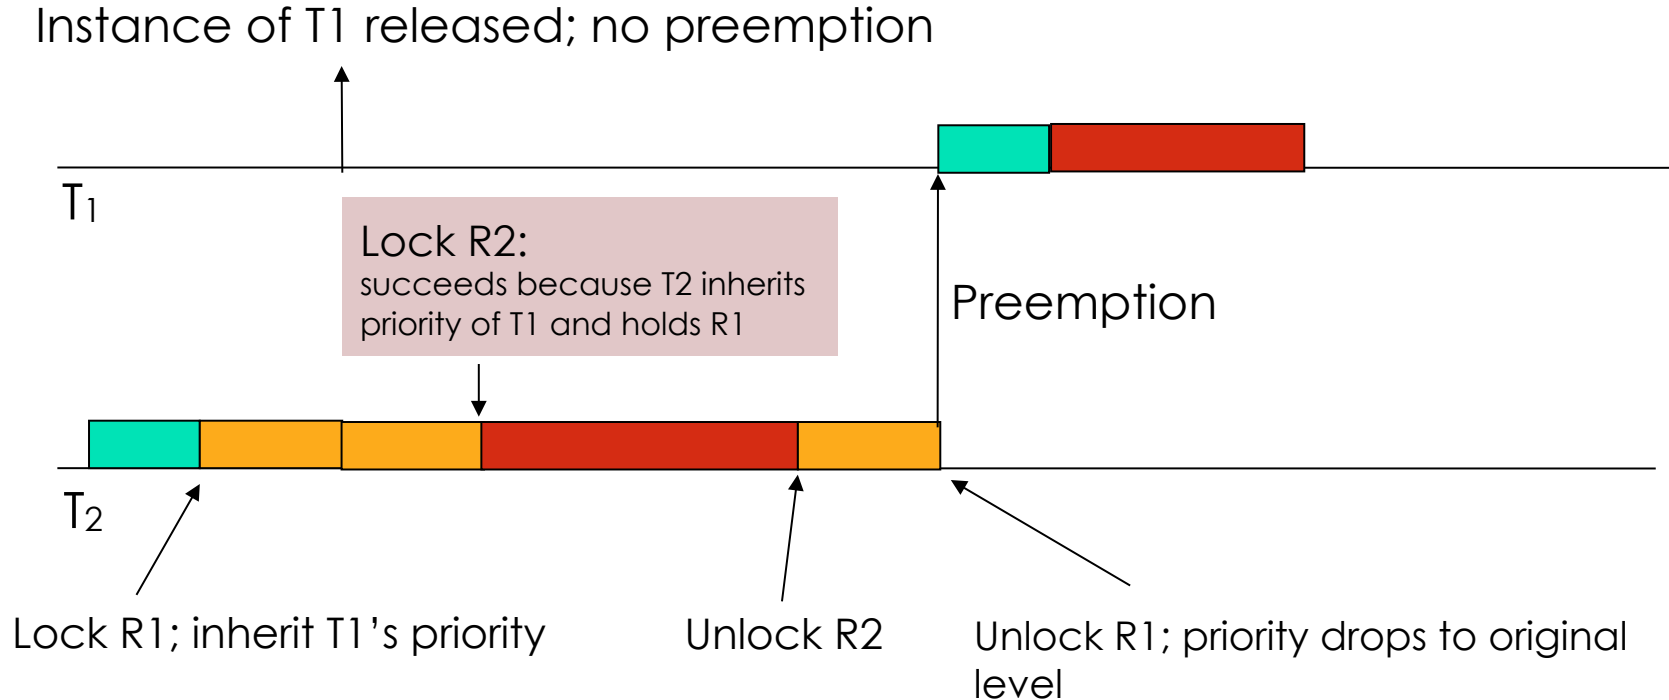 Instance of T1 released; no preemption
T1
Lock R2:
succeeds because T2 inherits
priority of T1 and holds R1
Preemption
T2
Lock R1; inherit T1’s priority
Unlock R2
Unlock R1; priority drops to original
level